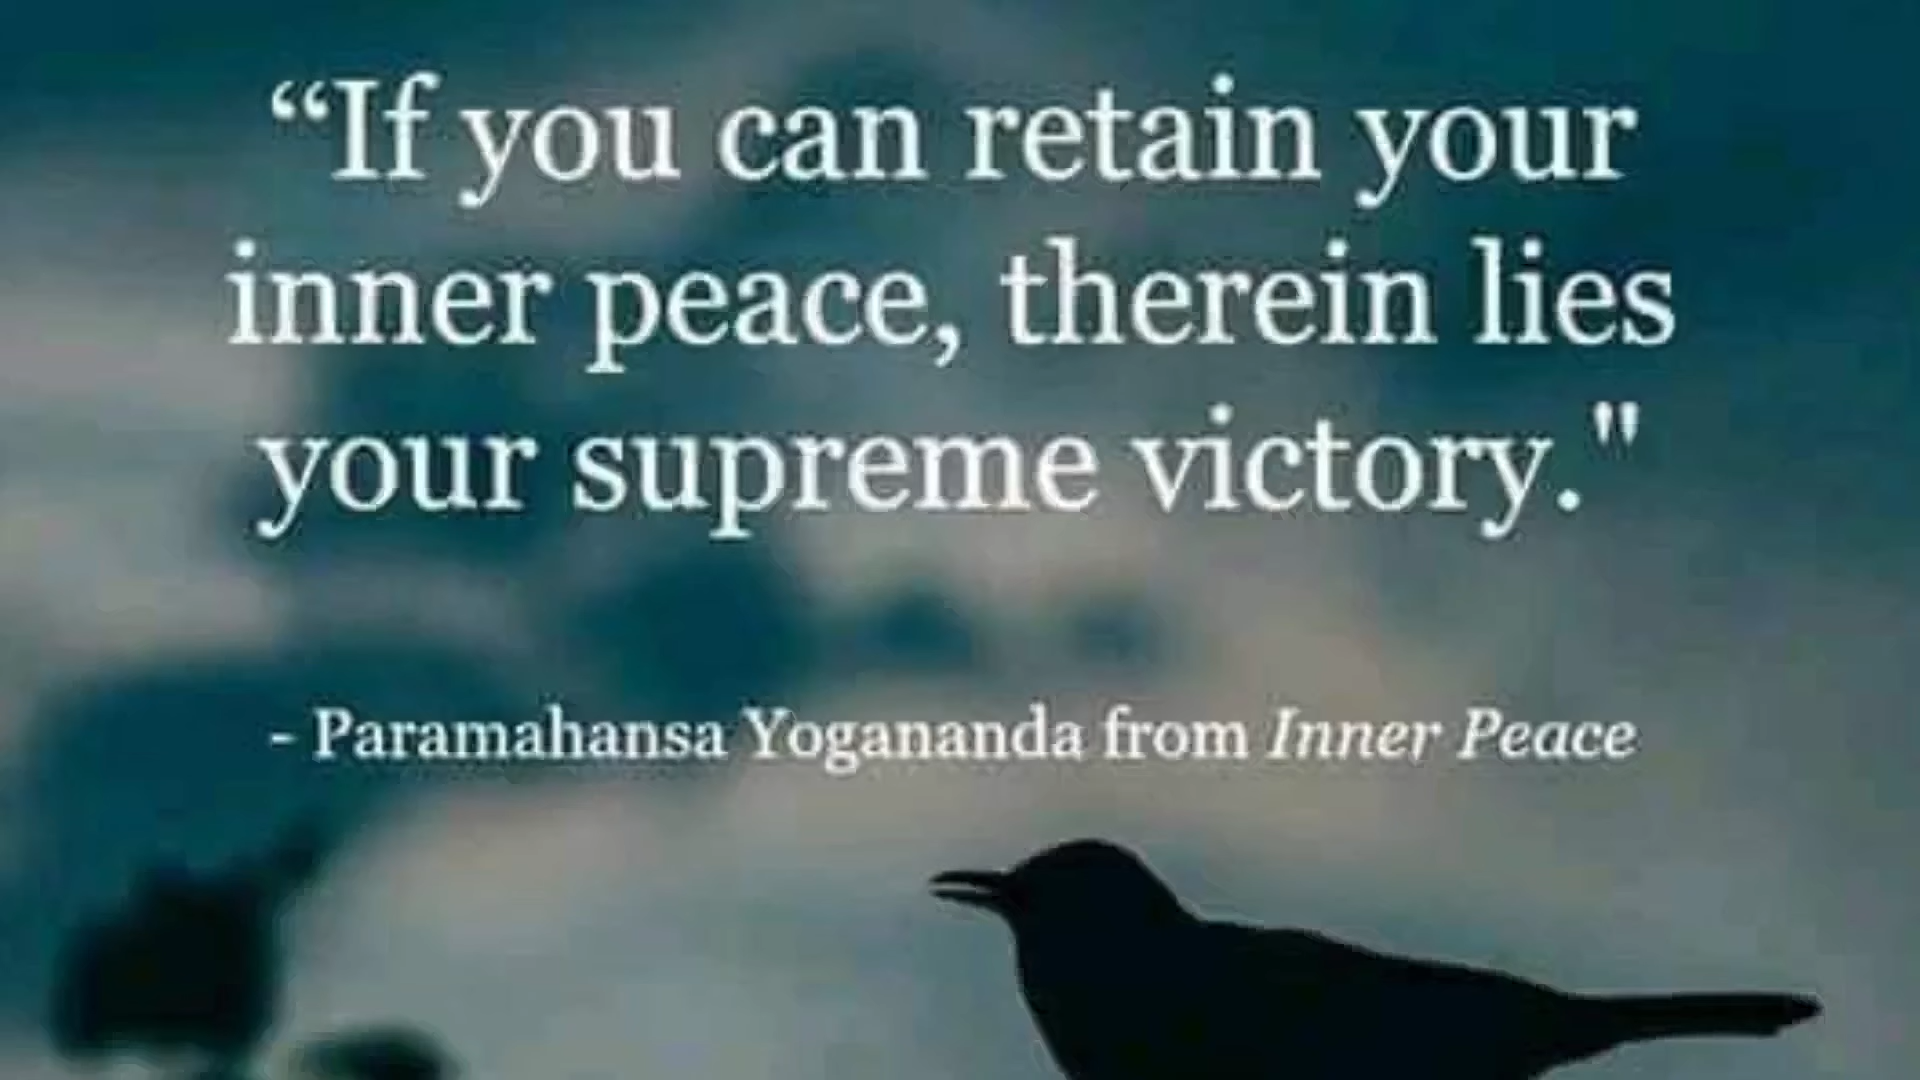 “If you can retain your
inner peace, therein lies
your supreme victory."
- Paramahansa Yogananda from Inner Peace